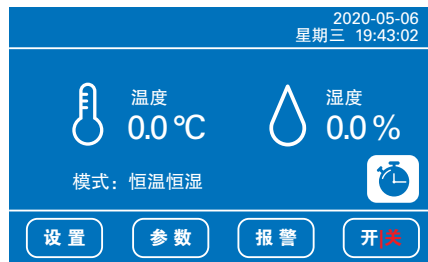 2020-05-06
星期三 19:43:02
温度
0.0 ℃
湿度
0.0 %
模式：恒温恒湿
设 置
参 数
报 警
开|关